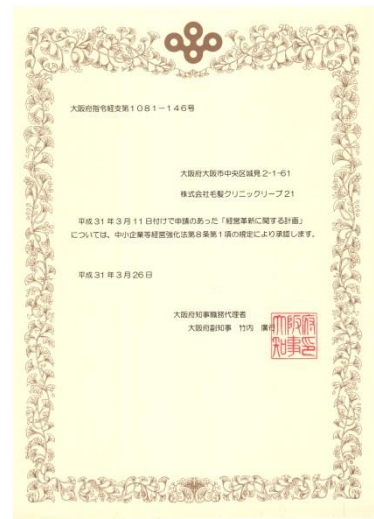 大阪府指令経支第1081－146号
大阪府大阪市中央区城見2-1-61
株式会社毛髪クリニックリーブ21
平成31年3月11日付けで申請のあった「経営革新に関する計画」
については、中小企業等経営強化法第8条第1項の規定により承認します。
平成31年3月26日
大阪府知事職務代理者
大阪府副知事 竹内 廣行
大阪府
知事印